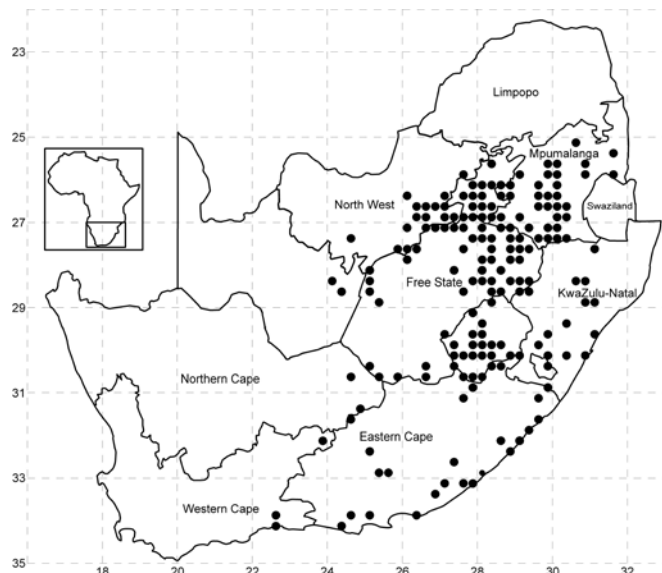 23
Limpopo
25
Mpumalanga
North West
Swaziland
27
Free State
KwaZulu-Natal
29
Northern Cape
31
Eastern Cape
33
Western Cape
35
18 20 22 24 26 28 30 32